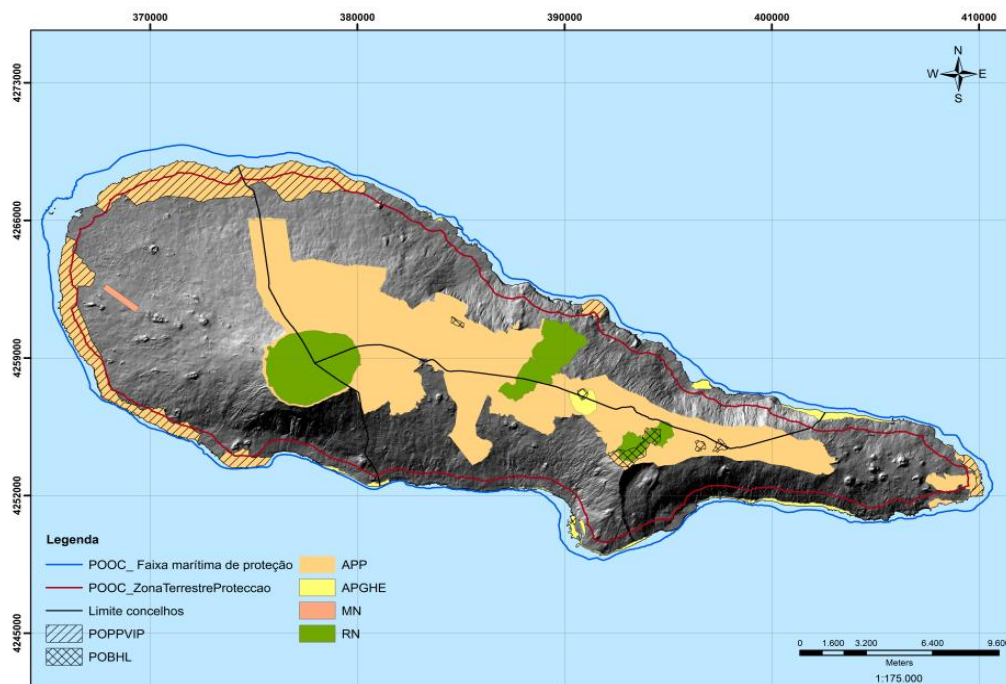 370000 380000 390000 400000 410000
4273000
N
W E
S
4266000
4259000
4252000
4245000
Legenda
POOC_ Faixa marítima de proteção
POOC_ZonaTerrestreProteccao
Limite concelhos
POPPVIP
POBHL
APP
APGHE
MN
RN
0 1.600 3.200 6.400 9.600
Meters
1:175.000